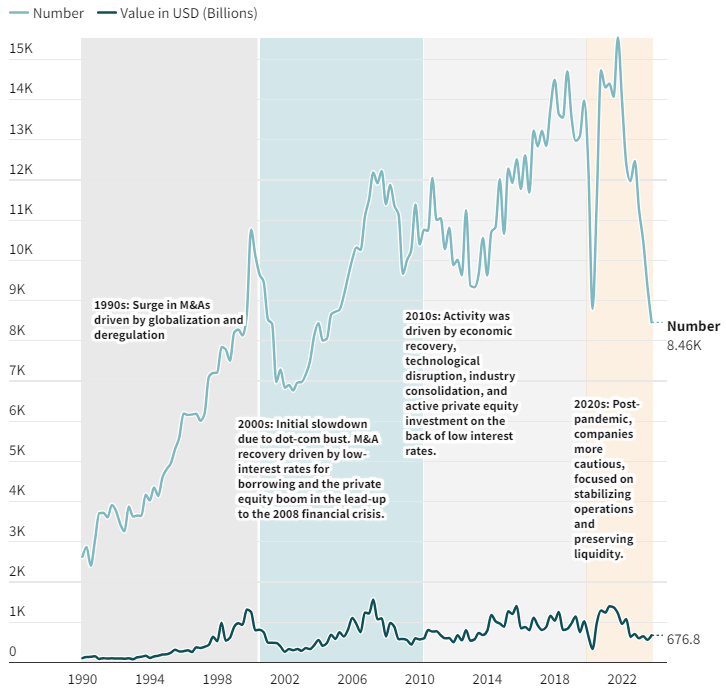 Number Value in USD (Billions)
15K
14K
13K
12K
11K
10K
9K
8K
7K
6K
5K
4K
3K
2K
1K
0
1990s: Surge in M&As
driven by globalization and
deregulation
2000s: Initial slowdown
due to dot-com bust. M&A
recovery driven by low-
interest rates for
borrowing and the private
equity boom in the lead-up
to the 2008 financial crisis.
2010s: Activity was
driven by economic
recovery,
technological
disruption, industry
consolidation, and
active private equity
investment on the
back of low interest
rates.
2020s: Post-
pandemic,
companies
more
cautious,
focused on
stabilizing
operations
and
preserving
liquidity.
Number
8.46K
676.8
1990 1994 1998 2002 2006 2010 2014 2018 2022